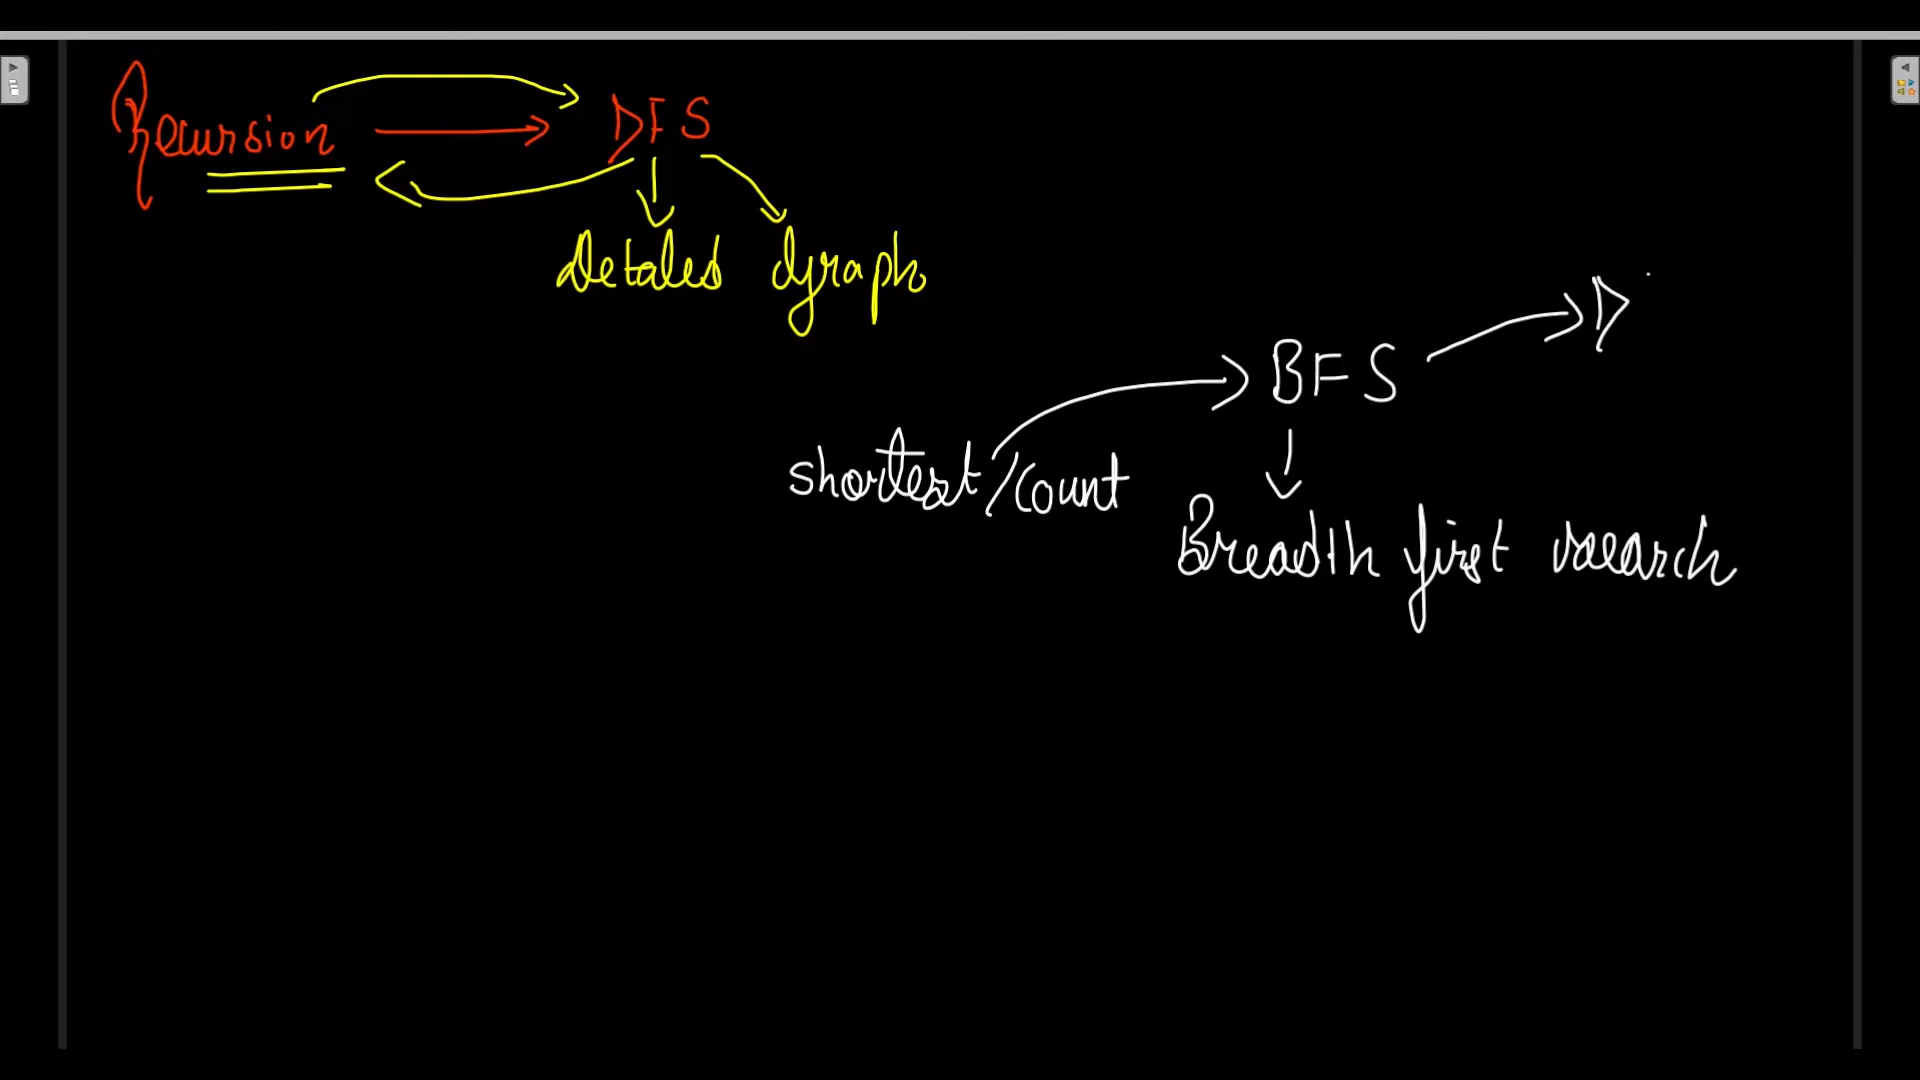 Recursion DFS
Detailed graph
BFS D
shortest/count
Breadth first search